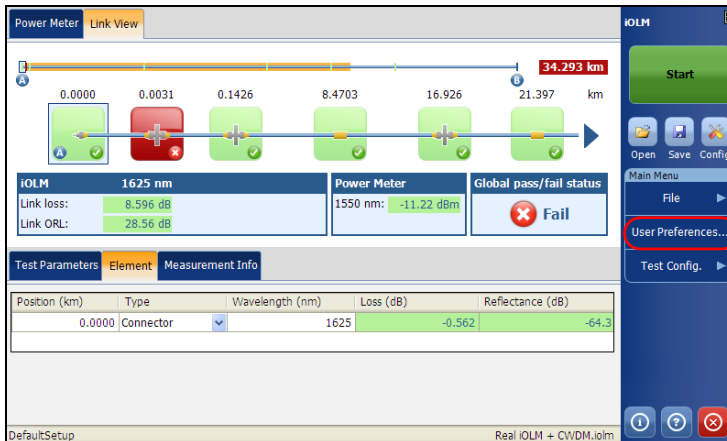 Power Meter Link View
iOLM
34.293 km
A B
0.0000 0.0031 0.1426 8.4703 16.926 21.397 km
A
Start
Open Save Config
iOLM 1625 nm
Link loss: 8.596 dB
Link ORL: 28.56 dB
Power Meter
1550 nm: -11.22 dBm
Global pass/fail status
Fail
Main Menu
File
User Preferences...
Test Config.
Test Parameters Element Measurement Info
Position (km) Type Wavelength (nm) Loss (dB) Reflectance (dB)
0.0000 Connector 1625 -0.562 -64.3
DefaultSetup Real iOLM + CWDM.iolm